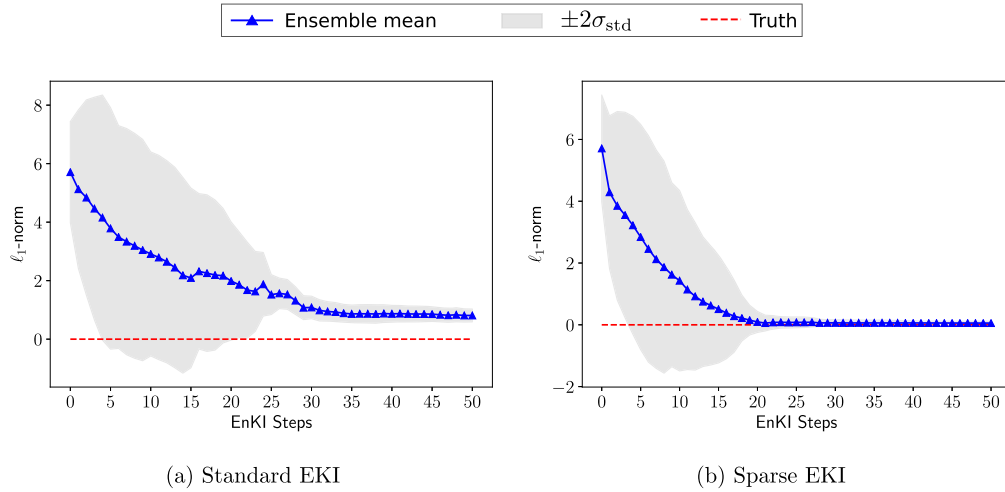 Ensemble mean ±2σstd Truth
8
6
4
2
0
ℓ1-norm
0 5 10 15 20 25 30 35 40 45 50
EnKI Steps
(a) Standard EKI
6
4
2
0
−2
ℓ1-norm
0 5 10 15 20 25 30 35 40 45 50
EnKI Steps
(b) Sparse EKI